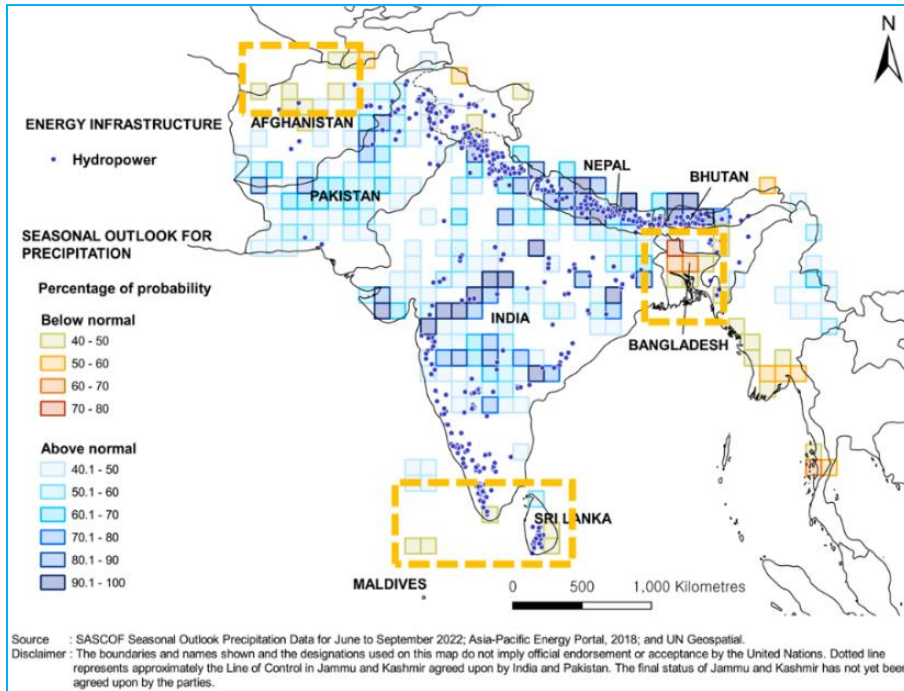 N
ENERGY INFRASTRUCTURE
Hydropower
SEASONAL OUTLOOK FOR
PRECIPITATION
Percentage of probability
Below normal
40 - 50
50 - 60
60 - 70
70 - 80
Above normal
40.1 - 50
50.1 - 60
60.1 - 70
70.1 - 80
80.1 - 90
90.1 - 100
AFGHANISTAN
PAKISTAN
NEPAL
BHUTAN
INDIA
BANGLADESH
SRI LANKA
MALDIVES
0 500 1,000 Kilometres
Source : SASCOF Seasonal Outlook Precipitation Data for June to September 2022; Asia-Pacific Energy Portal, 2018; and UN Geospatial.
Disclaimer : The boundaries and names shown and the designations used on this map do not imply official endorsement or acceptance by the United Nations. Dotted line
represents approximately the Line of Control in Jammu and Kashmir agreed upon by India and Pakistan. The final status of Jammu and Kashmir has not yet been
agreed upon by the parties.